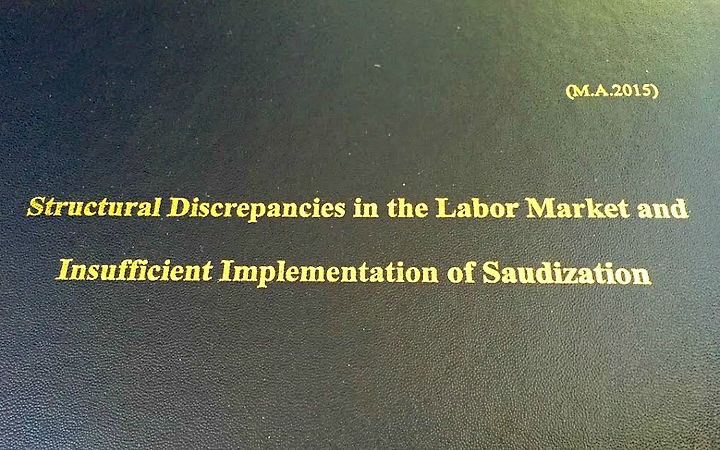 (M.A.2015)
Structural Discrepancies in the Labor Market and
Insufficient Implementation of Saudization